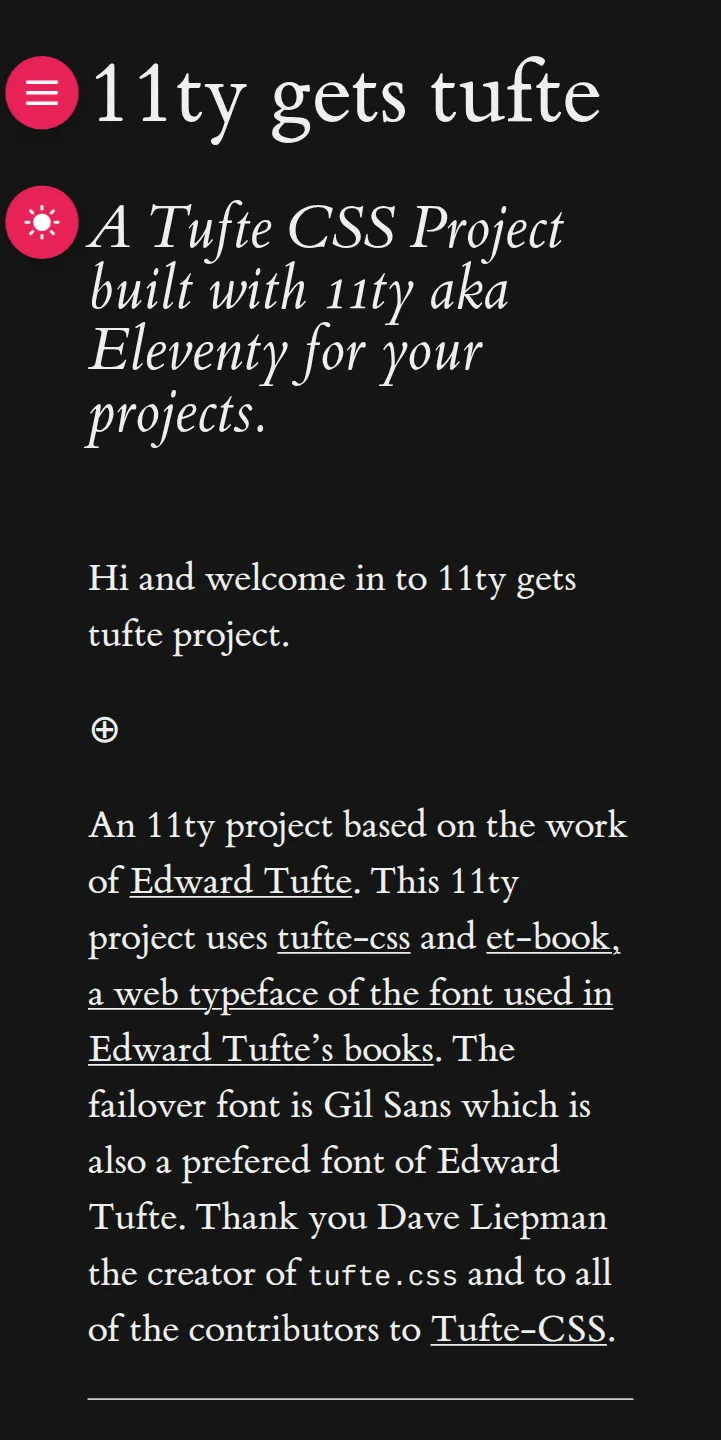 11ty gets tufte
A Tufte CSS Project
built with 11ty aka
Eleventy for your
projects.
Hi and welcome in to 11ty gets
tufte project.
⊕
An 11ty project based on the work
of Edward Tufte. This 11ty
project uses tufte-css and et-book,
a web typeface of the font used in
Edward Tufte’s books. The
failover font is Gil Sans which is
also a prefered font of Edward
Tufte. Thank you Dave Liepman
the creator of tufte.css and to all
of the contributors to Tufte-CSS.